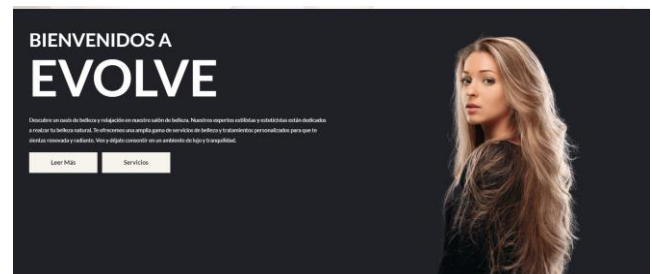 BIENVENIDOS A
EVOLVE
Descubre un oasis de belleza y relajación en nuestro salón de belleza. Nuestros expertos estilistas y esteticistas están dedicados
a realzar tu belleza natural. Te ofrecemos una amplia gama de servicios de belleza y tratamientos personalizados para que te
sientas renovada y radiante. Ven y déjate consentir en un ambiente de lujo y tranquilidad.
Leer Más
Servicios